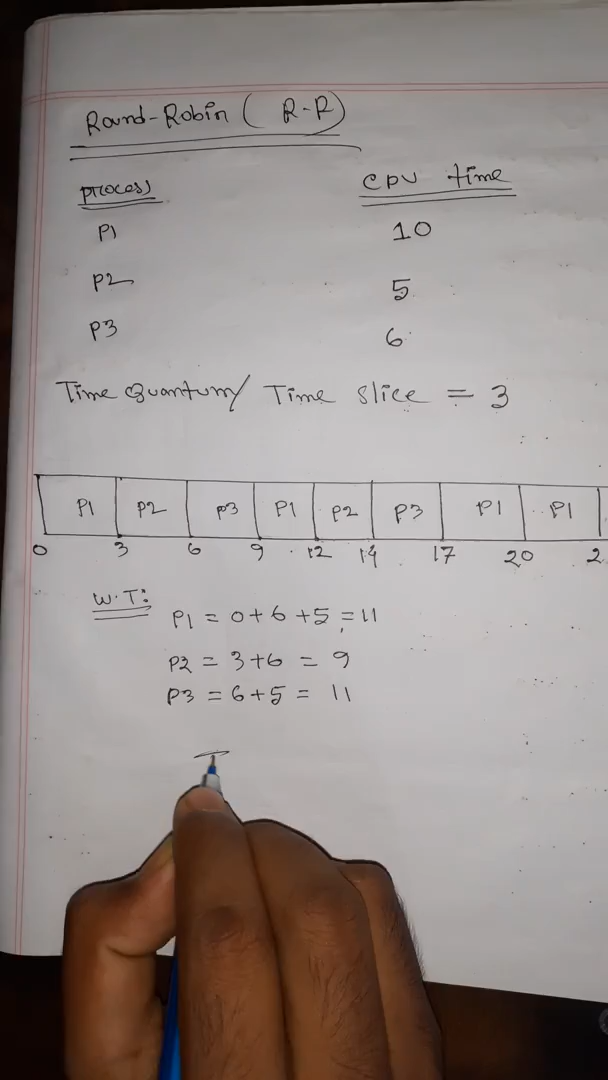 Round-Robin ( R-R)
process CPU time
P1 10
P2 5
P3 6
Time Quantum/ Time slice = 3
P1 P2 P3 P1 P2 P3 P1 P1
0 3 6 9 12 14 17 20 2
W.T:
P1 = 0+6+5 = 11
P2 = 3+6 = 9
P3 = 6+5 = 11